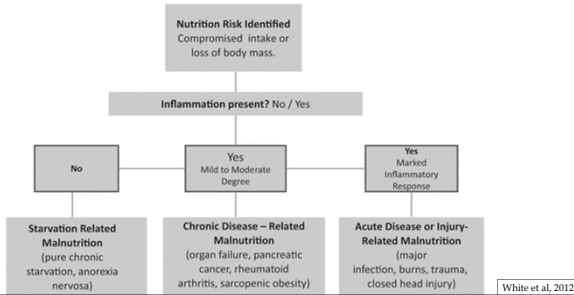 Nutrition Risk Identified
Compromised intake or
loss of body mass.
Inflammation present? No / Yes
No
Yes
Mild to Moderate
Degree
Yes
Marked
Inflammatory
Response
Starvation Related
Malnutrition
(pure chronic
starvation, anorexia
nervosa)
Chronic Disease – Related
Malnutrition
(organ failure, pancreatic
cancer, rheumatoid
arthritis, sarcopenic obesity)
Acute Disease or Injury-
Related Malnutrition
(major
infection, burns, trauma,
closed head injury)
White et al, 2012